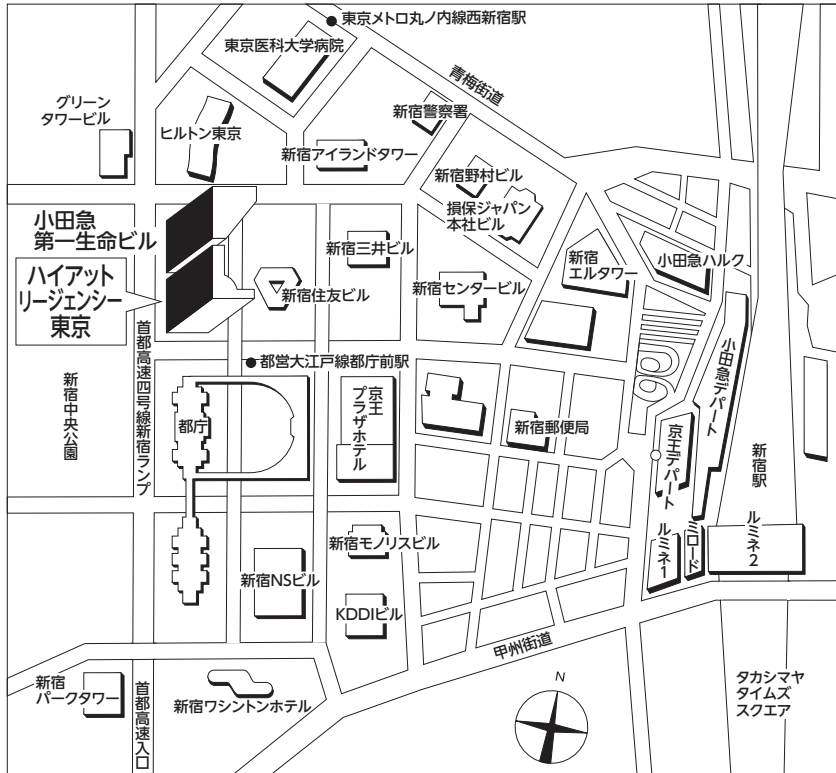 東京メトロ丸ノ内線西新宿駅
東京医科大学病院
青梅街道
グリーン
タワービル
ヒルトン東京
新宿警察署
新宿アイランドタワー
新宿野村ビル
損保ジャパン
本社ビル
小田急
第一生命ビル
新宿三井ビル
新宿
エルタワー
小田急ハルク
ハイアット
リージェンシー
東京
新宿住友ビル
新宿センタービル
首都高速四号線新宿ランプ
都営大江戸線都庁前駅
小田急デパート
新宿中央公園
都庁
京王
プラザホテル
新宿郵便局
京王デパート
新宿駅
新宿モノリスビル
ルミネ1
ミロード
ルミネ2
新宿NSビル
KDDIビル
甲州街道
新宿
パークタワー
首都高速入口
新宿ワシントンホテル
N
タカシマヤ
タイムズ
スクエア